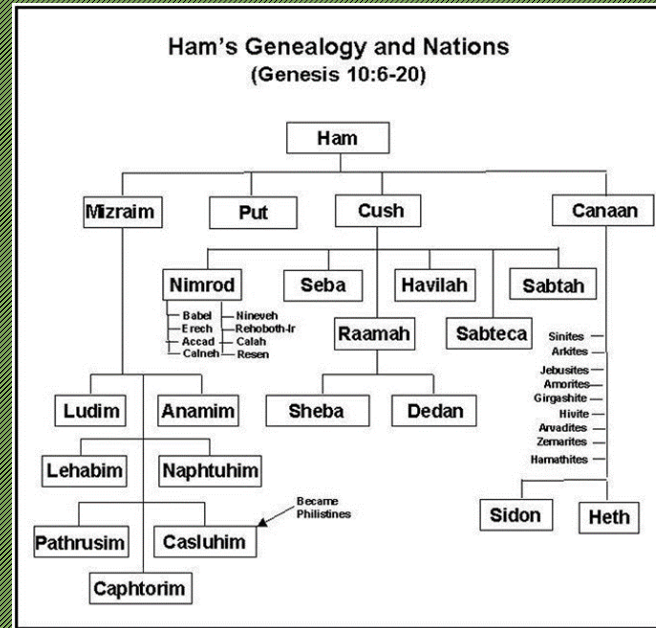 Ham's Genealogy and Nations
(Genesis 10:6-20)
Ham
Mizraim
Put
Cush
Canaan
Nimrod
Seba
Havilah
Sabtah
Babel
Erech
Accad
Calneh
Nineveh
Rehoboth-Ir
Calah
Resen
Raamah
Sabteca
Sheba
Dedan
Sinites
Arkites
Jebusites
Amorites
Girgashite
Hivite
Arvadites
Zemarites
Hamathites
Sidon
Heth
Ludim
Anamim
Lehabim
Naphtuhim
Pathrusim
Casluhim
Became
Philistines
Caphtorim